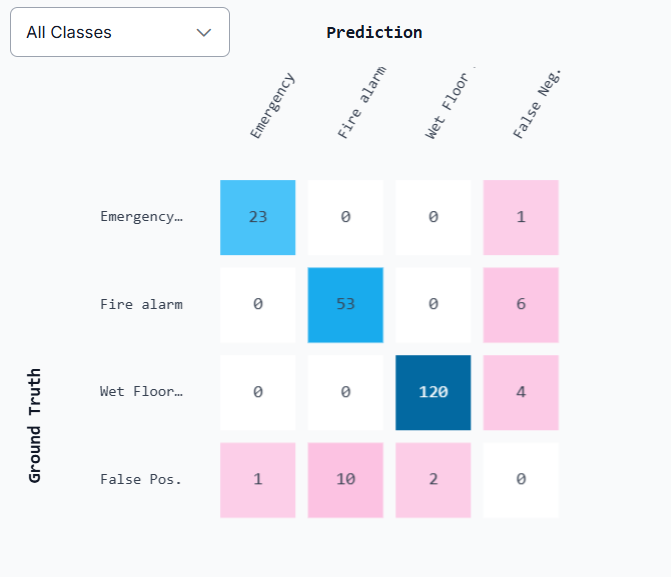 All Classes
Prediction
Emergency
Fire alarm
Wet Floor
False Neg.
Emergency… 23 0 0 1
Fire alarm 0 53 0 6
Wet Floor… 0 0 120 4
False Pos. 1 10 2 0
Ground Truth